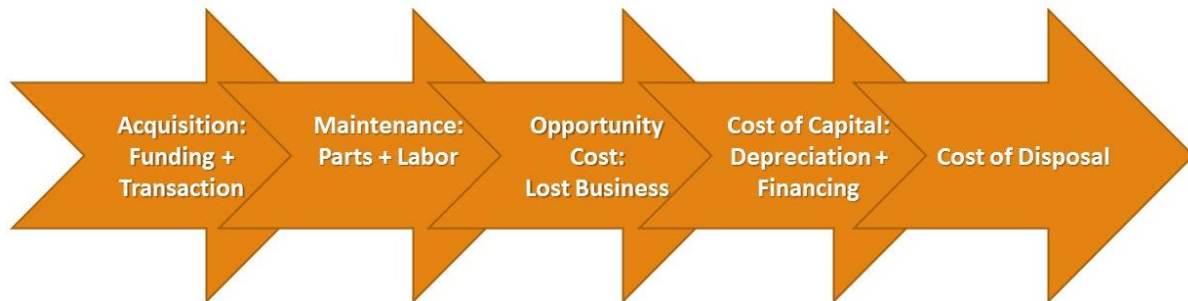 Acquisition:
Funding +
Transaction
Maintenance:
Parts + Labor
Opportunity
Cost:
Lost Business
Cost of Capital:
Depreciation +
Financing
Cost of Disposal